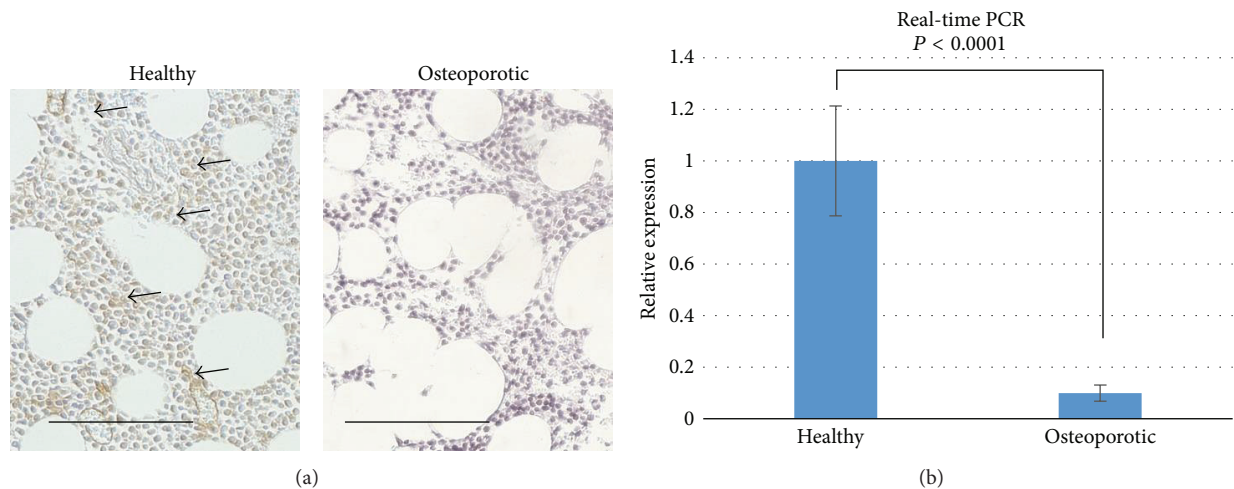 Healthy
Osteoporotic
(a)
Real-time PCR
P < 0.0001
1.4
1.2
1
0.8
0.6
0.4
0.2
0
Relative expression
Healthy
Osteoporotic
(b)